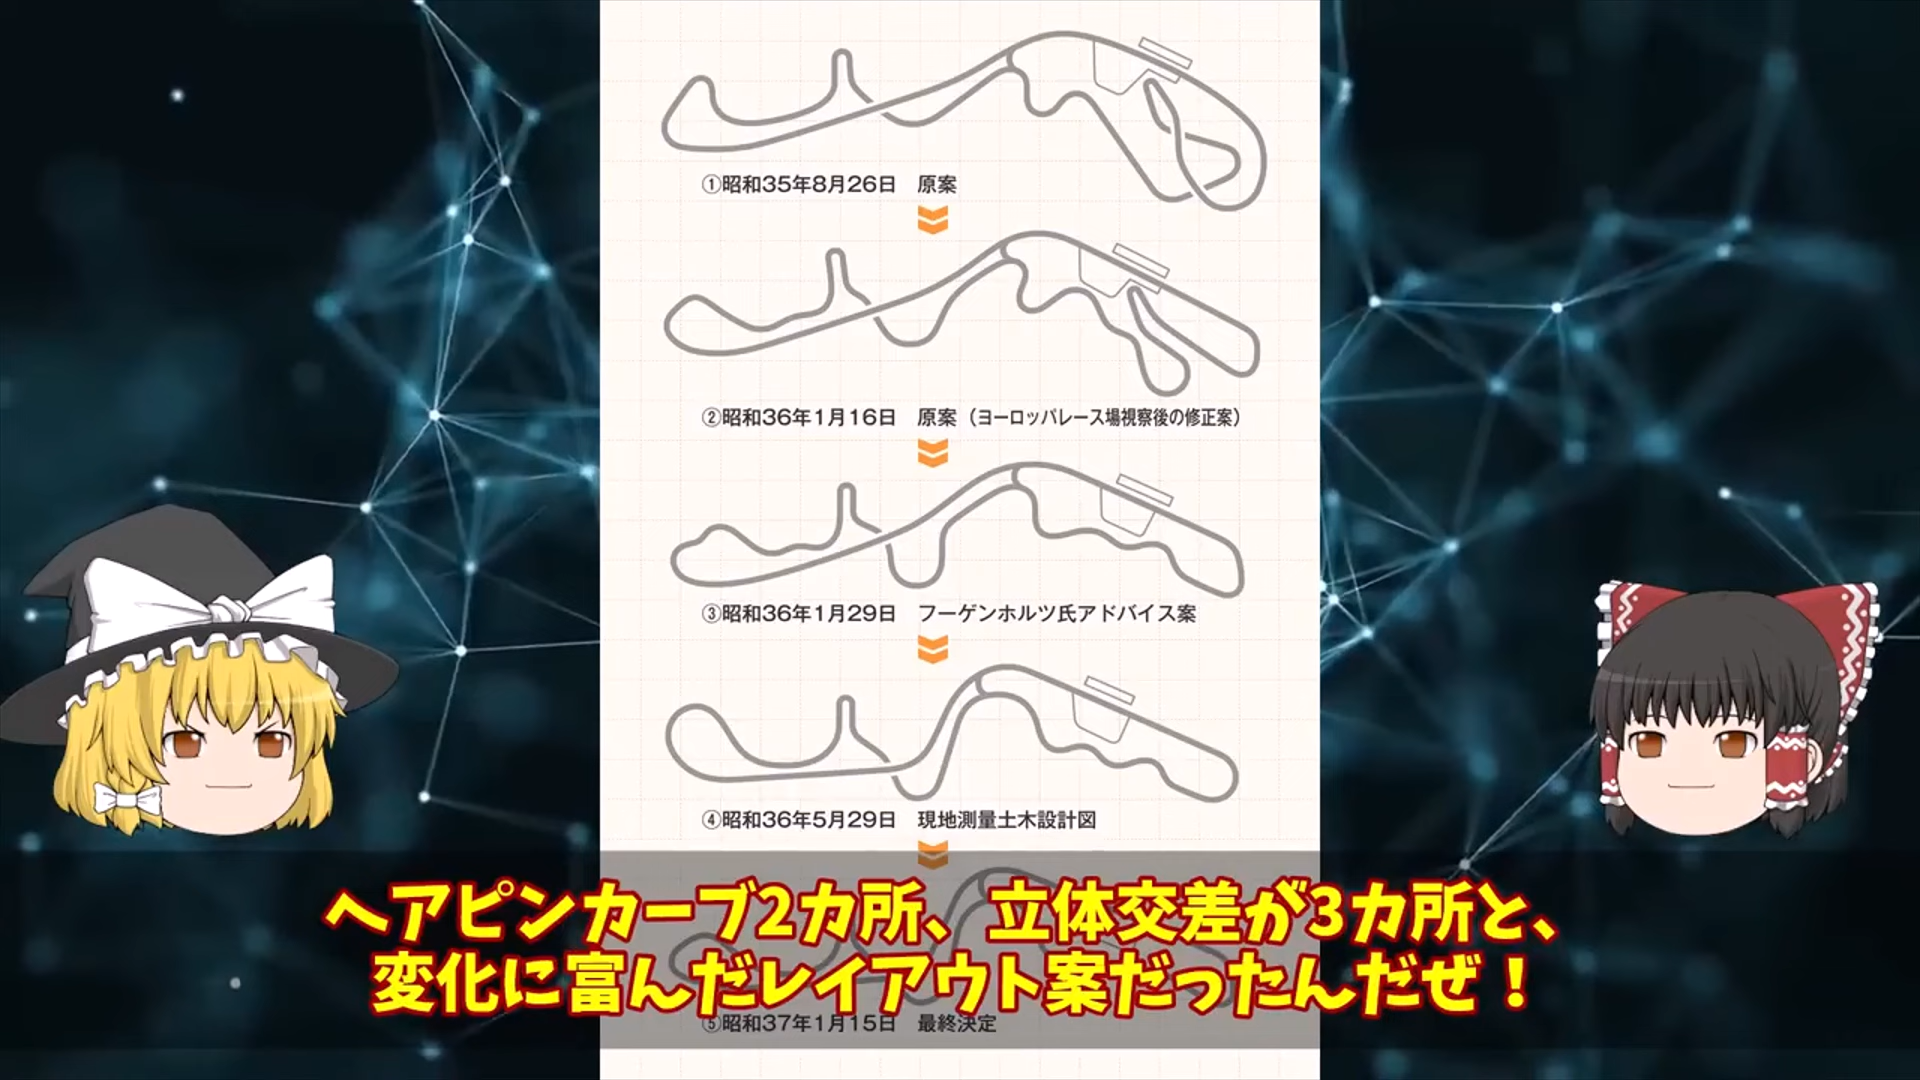 ①昭和35年8月26日 原案
②昭和36年1月16日 原案（ヨーロッパレース場視察後の修正案）
③昭和36年1月29日 フーゲンホルツ氏アドバイス案
④昭和36年5月29日 現地測量土木設計図
ヘアピンカーブ2カ所、立体交差が3カ所と、
変化に富んだレイアウト案だったんだぜ！
⑤昭和37年1月15日 最終決定